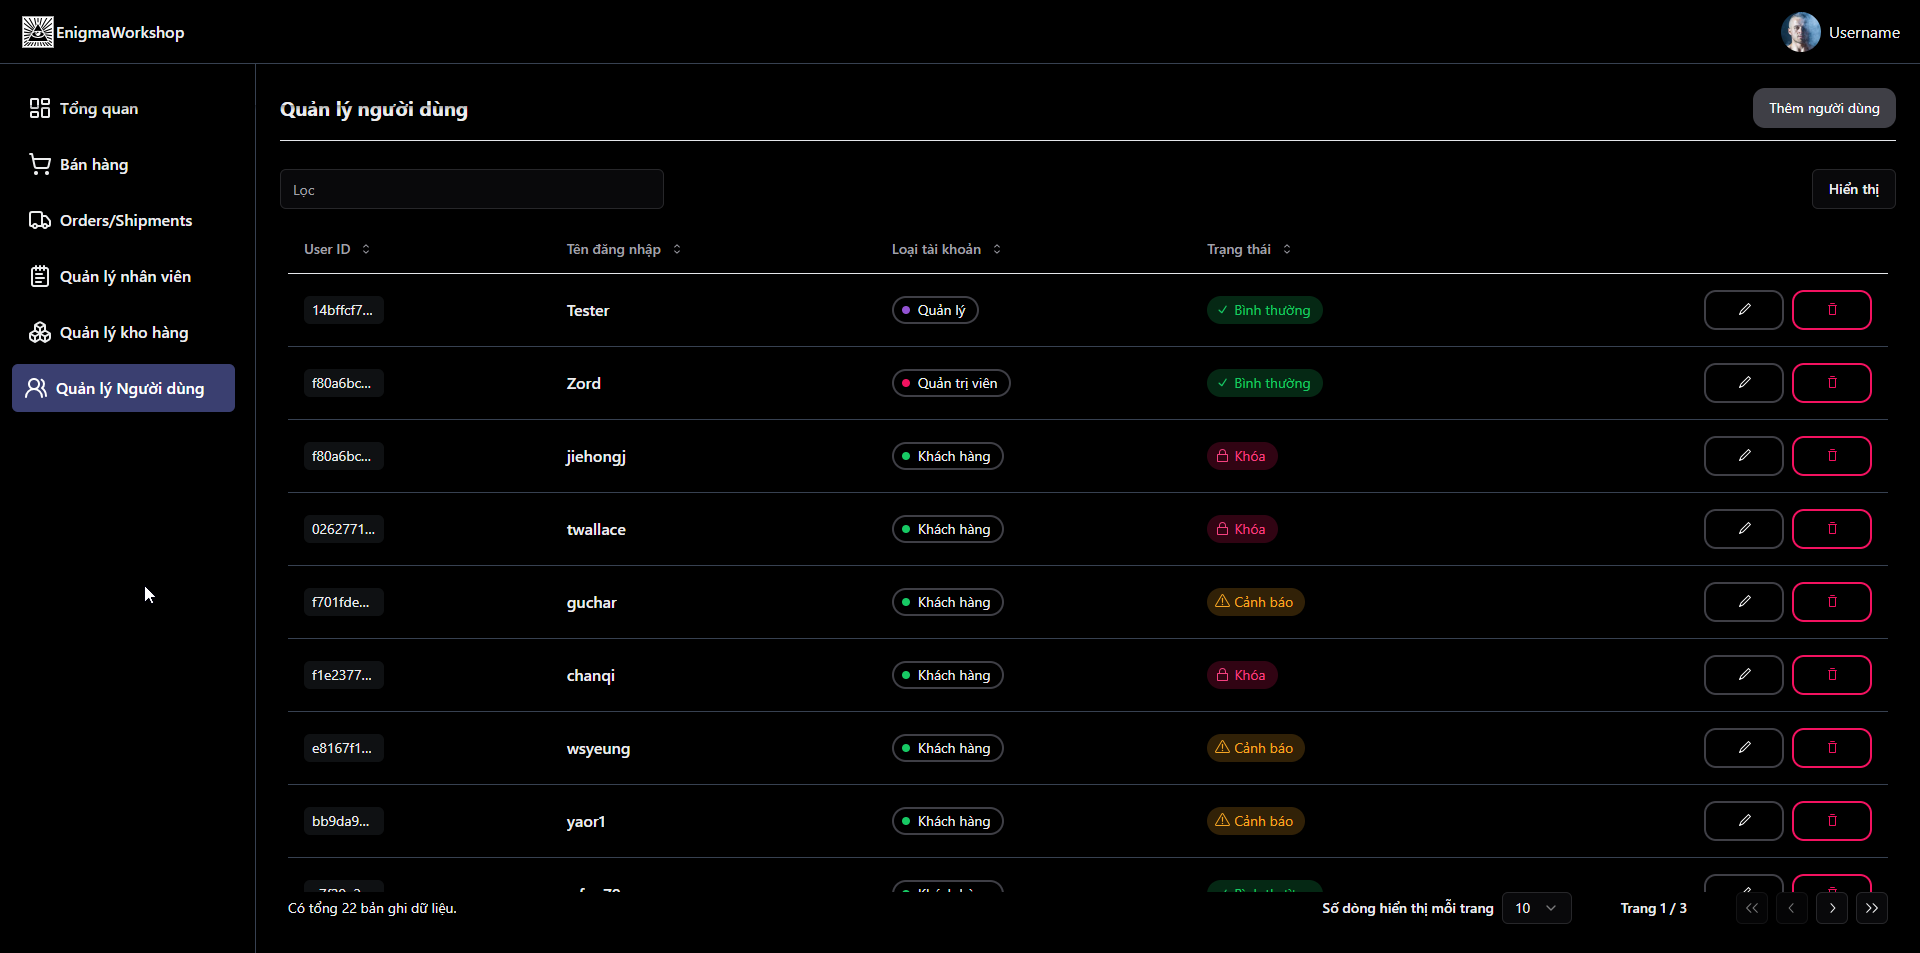 EnigmaWorkshop
Username
Tổng quan
Bán hàng
Orders/Shipments
Quản lý nhân viên
Quản lý kho hàng
Quản lý Người dùng
Quản lý người dùng
Thêm người dùng
Lọc
Hiển thị
User ID Tên đăng nhập Loại tài khoản Trạng thái
14bffcf7... Tester Quản lý Bình thường
f80a6bc... Zord Quản trị viên Bình thường
f80a6bc... jiehongj Khách hàng Khóa
0262771... twallace Khách hàng Khóa
f701fde... guchar Khách hàng Cảnh báo
f1e2377... chanqi Khách hàng Khóa
e8167f1... wsyeung Khách hàng Cảnh báo
bb9da9... yaor1 Khách hàng Cảnh báo
Khách hàng Bình thường
Có tổng 22 bản ghi dữ liệu.
Số dòng hiển thị mỗi trang 10 Trang 1 / 3